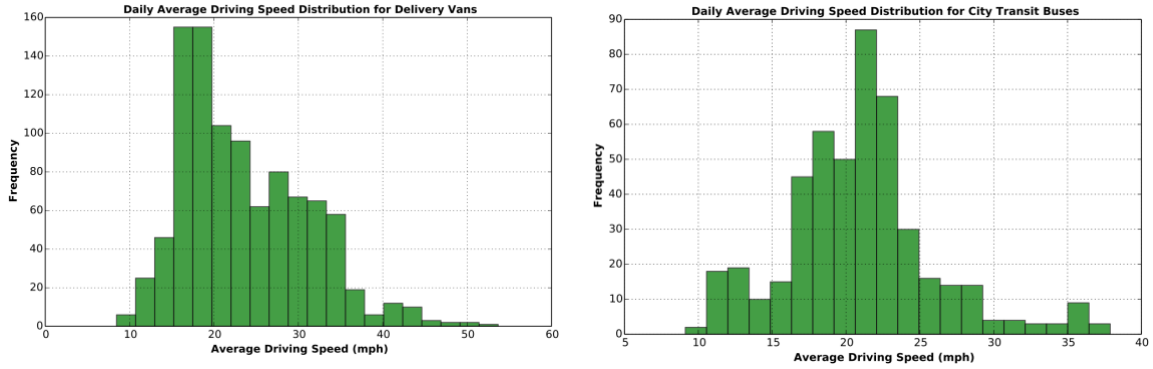 Daily Average Driving Speed Distribution for Delivery Vans
160
140
120
100
80
60
40
20
0
Frequency
0 10 20 30 40 50 60
Average Driving Speed (mph)
Daily Average Driving Speed Distribution for City Transit Buses
90
80
70
60
50
40
30
20
10
0
Frequency
5 10 15 20 25 30 35 40
Average Driving Speed (mph)